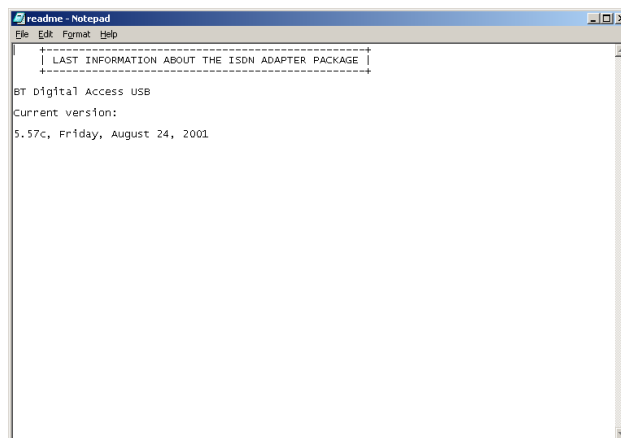 readme - Notepad
File Edit Format Help
+------------------------------------------------+
| LAST INFORMATION ABOUT THE ISDN ADAPTER PACKAGE |
+------------------------------------------------+
BT Digital Access USB
Current version:
5.57c, Friday, August 24, 2001